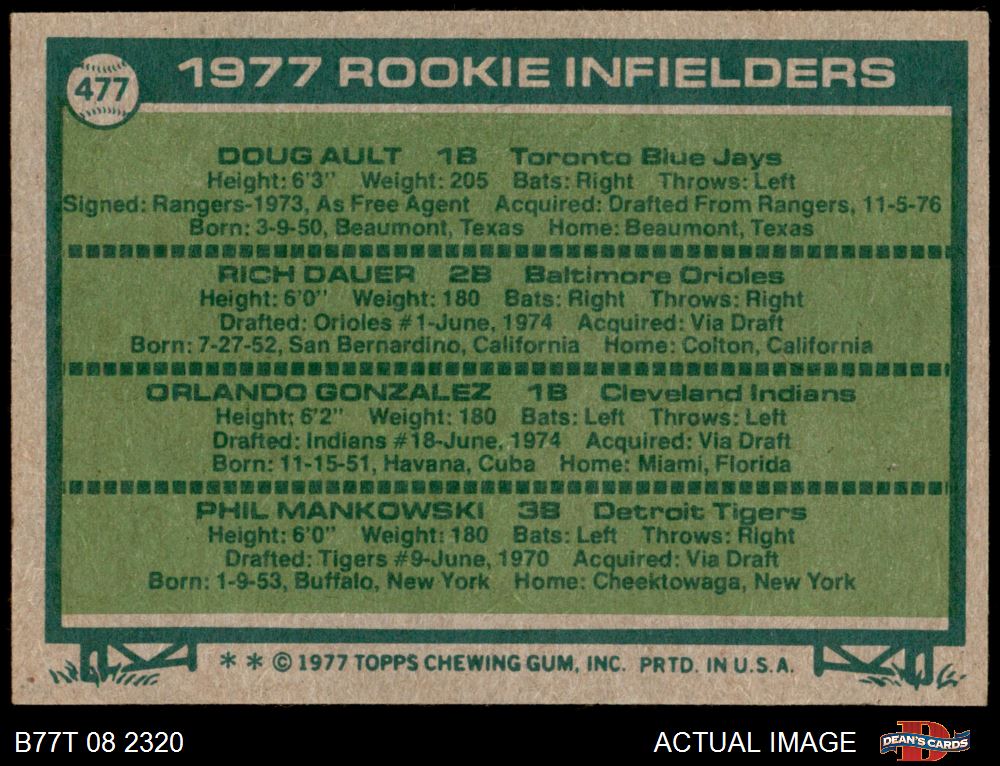 477
1977 ROOKIE INFIELDERS
DOUG AULT 1B Toronto Blue Jays
Height: 6'3" Weight: 205 Bats: Right Throws: Left
Signed: Rangers-1973, As Free Agent Acquired: Drafted From Rangers, 11-5-76
Born: 3-9-50, Beaumont, Texas Home: Beaumont, Texas
RICH DAUER 2B Baltimore Orioles
Height: 6'0" Weight: 180 Bats: Right Throws: Right
Drafted: Orioles #1-June, 1974 Acquired: Via Draft
Born: 7-27-52, San Bernardino, California Home: Colton, California
ORLANDO GONZALEZ 1B Cleveland Indians
Height: 6'2" Weight: 180 Bats: Left Throws: Left
Drafted: Indians #18-June, 1974 Acquired: Via Draft
Born: 11-15-51, Havana, Cuba Home: Miami, Florida
PHIL MANKOWSKI 3B Detroit Tigers
Height: 6'0" Weight: 180 Bats: Left Throws: Right
Drafted: Tigers #9-June, 1970 Acquired: Via Draft
Born: 1-9-53, Buffalo, New York Home: Cheektowaga, New York
* * © 1977 TOPPS CHEWING GUM, INC. PRTD. IN U.S.A.
B77T 08 2320 ACTUAL IMAGE
D
DEAN'S CARDS